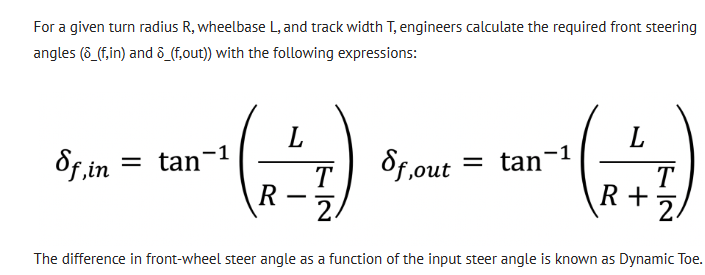 For a given turn radius R, wheelbase L, and track width T, engineers calculate the required front steering
angles (δ_(f,in) and δ_(f,out)) with the following expressions:
δf,in = tan⁻¹ (L / (R − T/2)) δf,out = tan⁻¹ (L / (R + T/2))
The difference in front-wheel steer angle as a function of the input steer angle is known as Dynamic Toe.